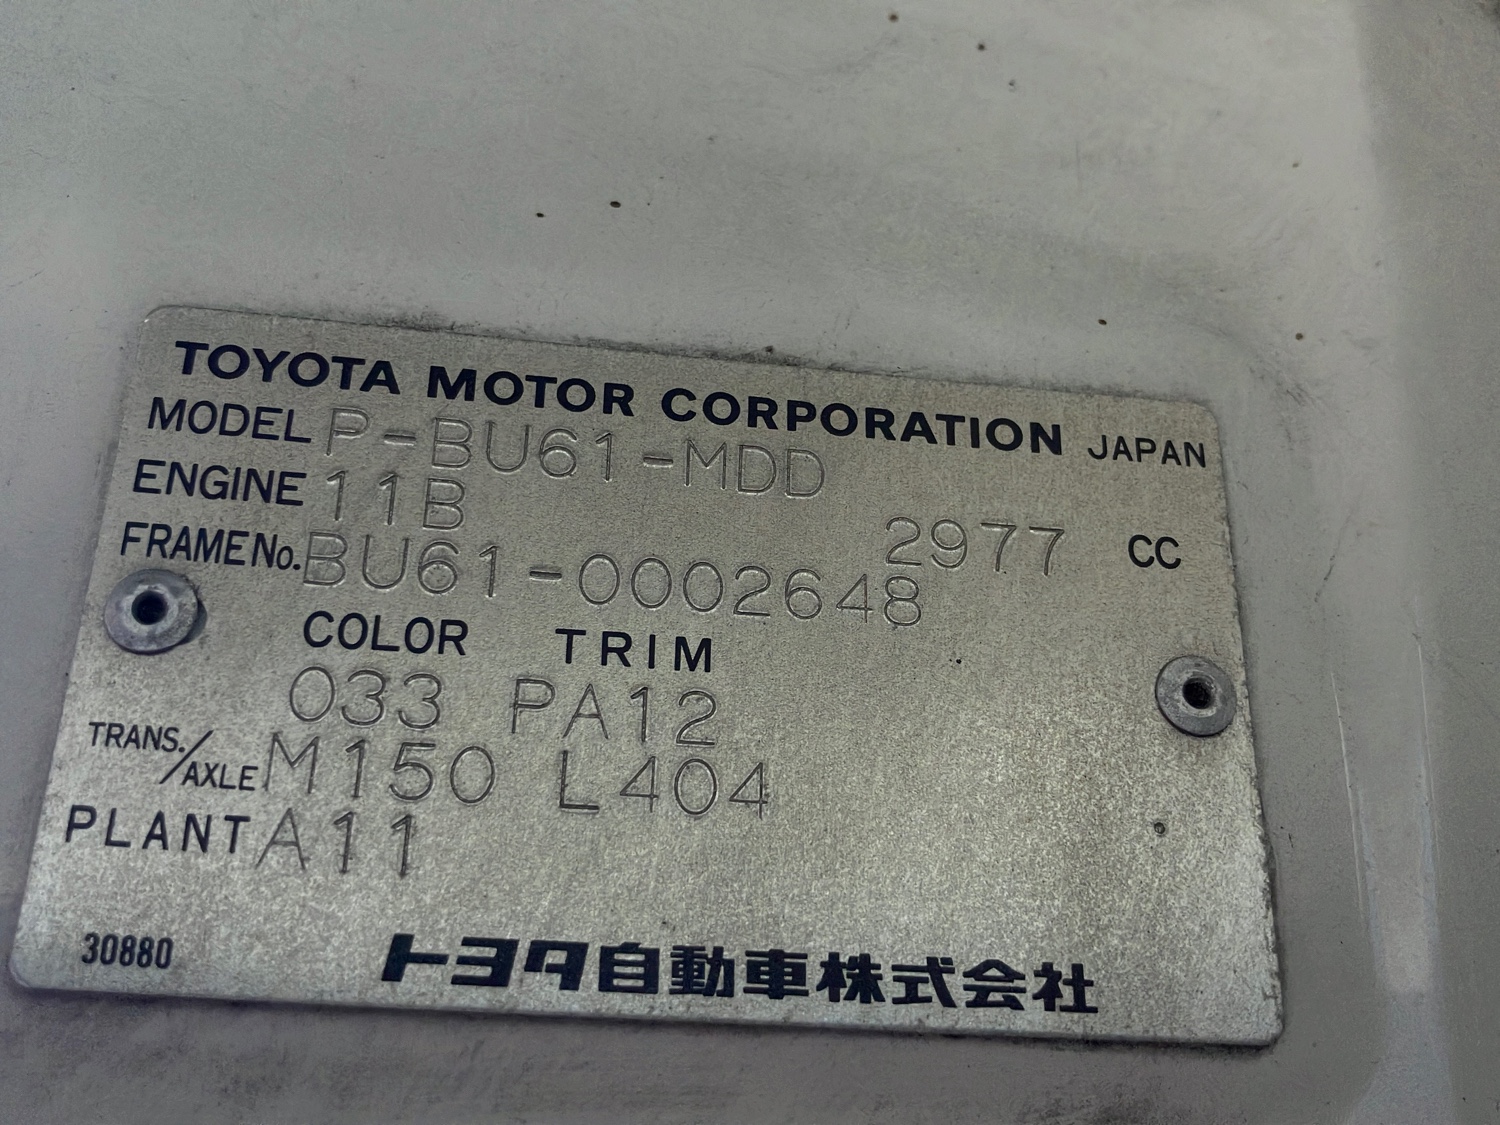 TOYOTA MOTOR CORPORATION JAPAN
MODEL P-BU61-MDD
ENGINE 11B 2977 CC
FRAME No. BU61-0002648
COLOR TRIM
033 PA12
TRANS./AXLE M150 L404
PLANT A11
30880 トヨタ自動車株式会社